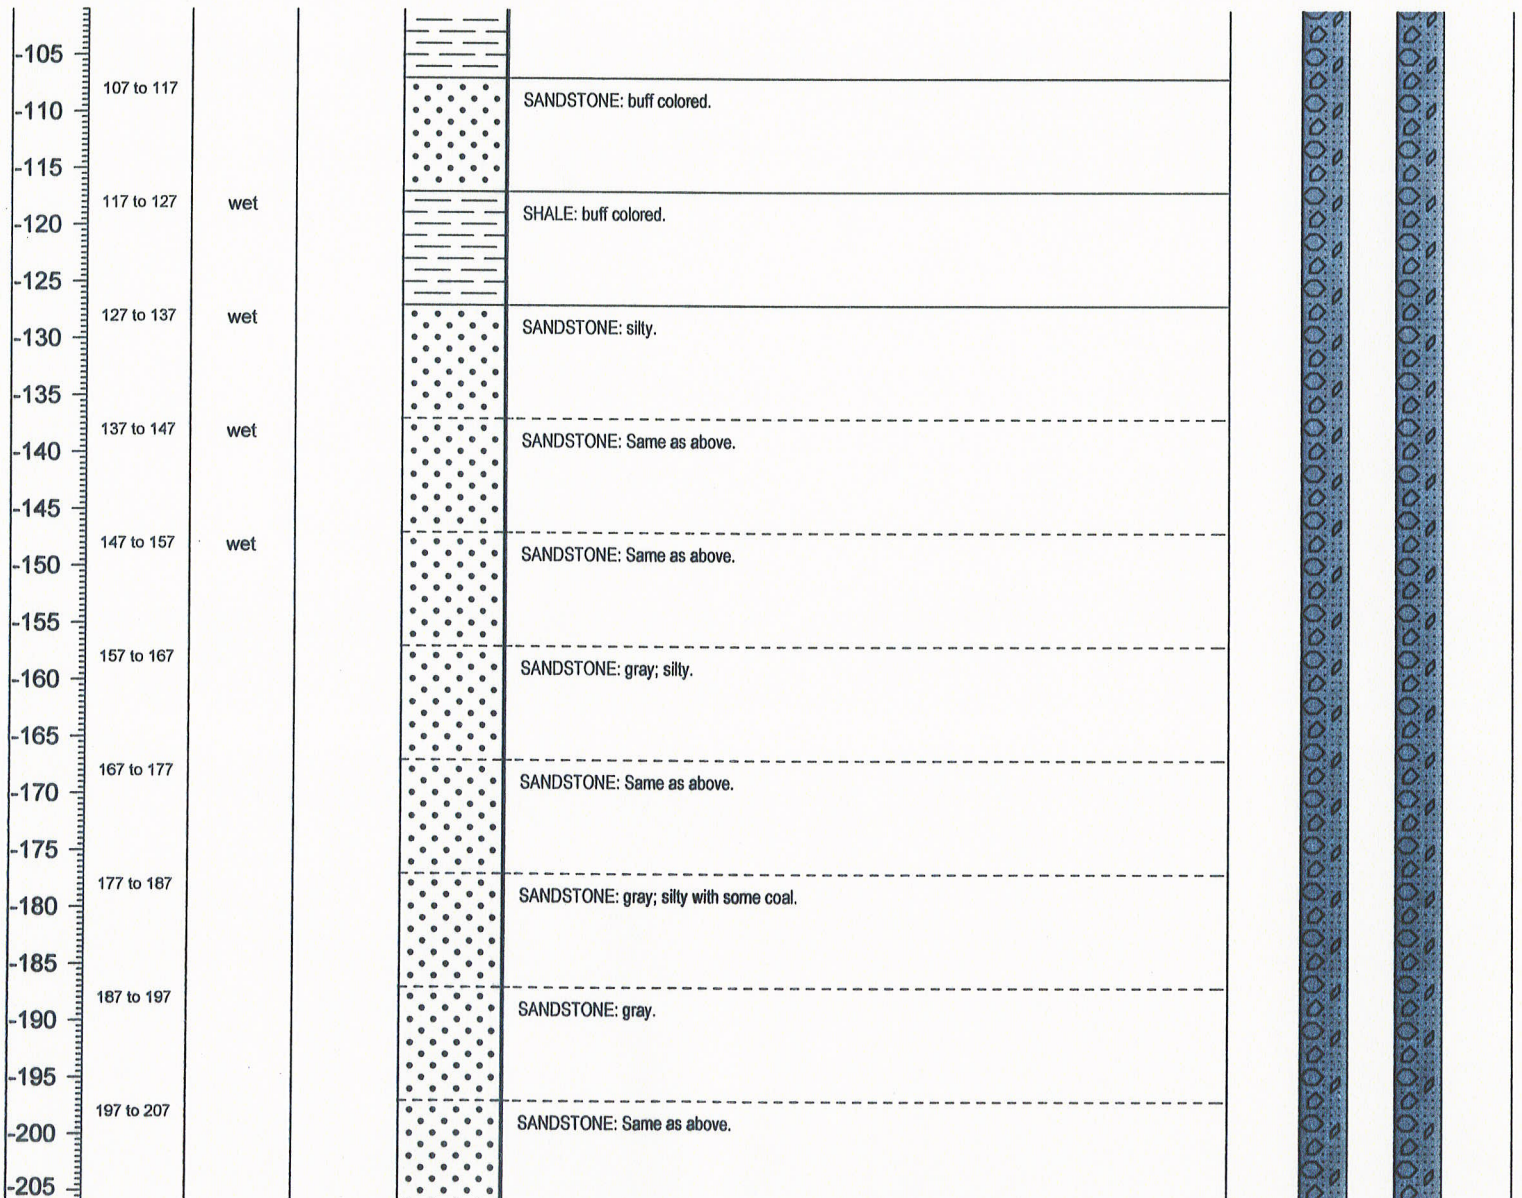 -105
107 to 117
SANDSTONE: buff colored.
-110
-115
117 to 127 wet
SHALE: buff colored.
-120
-125
127 to 137 wet
SANDSTONE: silty.
-130
-135
137 to 147 wet
SANDSTONE: Same as above.
-140
-145
147 to 157 wet
SANDSTONE: Same as above.
-150
-155
157 to 167
SANDSTONE: gray; silty.
-160
-165
167 to 177
SANDSTONE: Same as above.
-170
-175
177 to 187
SANDSTONE: gray; silty with some coal.
-180
-185
187 to 197
SANDSTONE: gray.
-190
-195
197 to 207
SANDSTONE: Same as above.
-200
-205